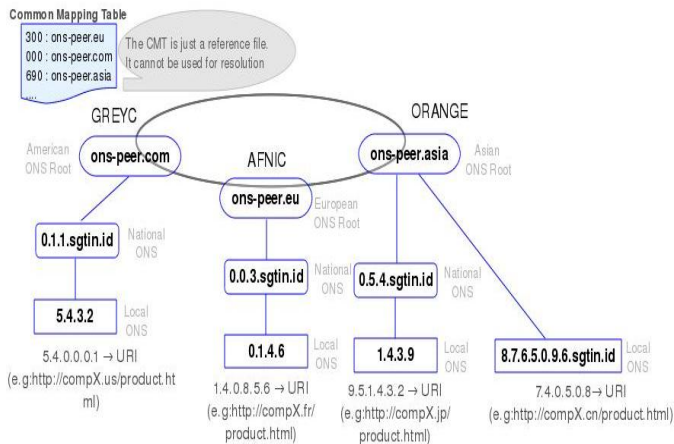 Common Mapping Table
300 : ons-peer.eu
000 : ons-peer.com
690 : ons-peer.asia
....
The CMT is just a reference file.
It cannot be used for resolution
GREYC
ORANGE
AFNIC
American
ONS Root
ons-peer.com
ons-peer.asia
Asian
ONS Root
ons-peer.eu
European
ONS Root
0.1.1.sgtin.id
National
ONS
0.0.3.sgtin.id
National
ONS
0.5.4.sgtin.id
National
ONS
5.4.3.2
Local
ONS
0.1.4.6
Local
ONS
1.4.3.9
Local
ONS
8.7.6.5.0.9.6.sgtin.id
Local
ONS
5.4.0.0.0.1 → URI
(e.g:http://compX.us/product.ht
ml)
1.4.0.8.5.6 → URI
(e.g:http://compX.fr/
product.html)
9.5.1.4.3.2 → URI
(e.g:http://compX.jp/
product.html)
7.4.0.5.0.8→ URI
(e.g:http://compX.cn/product.html)